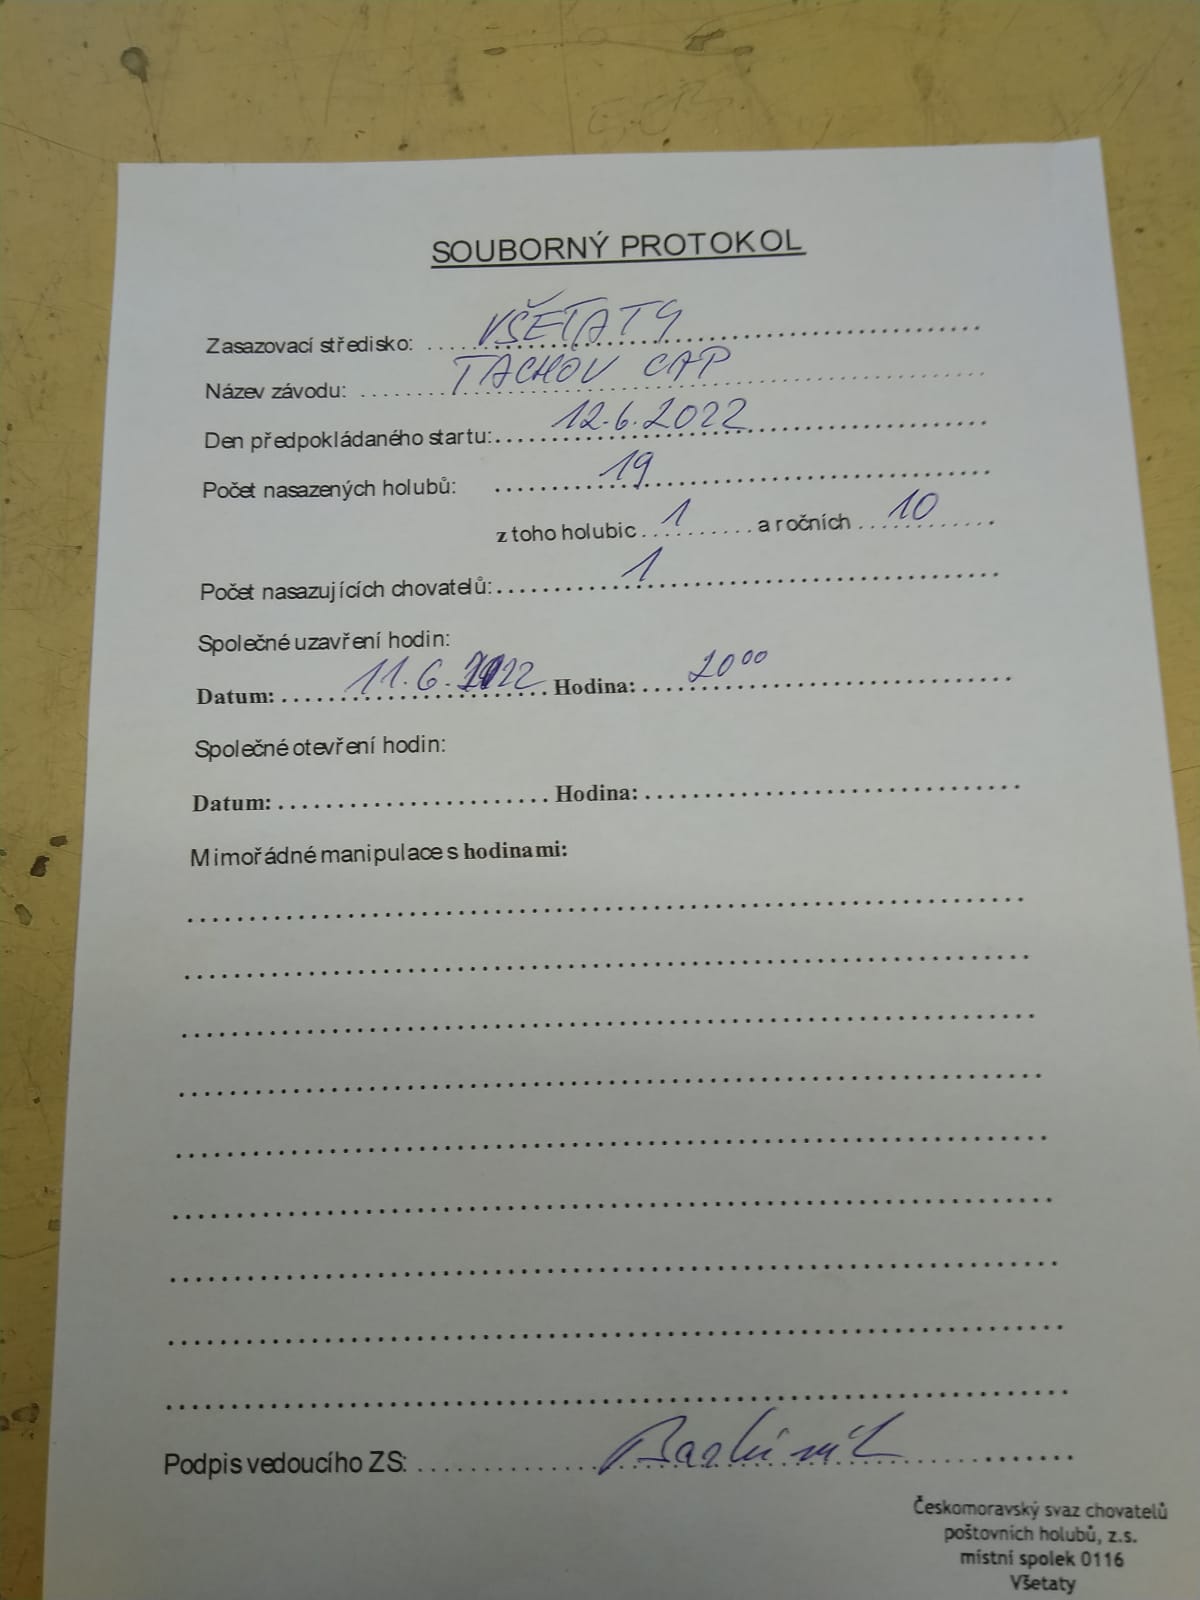 SOUBORNÝ PROTOKOL
Zasazovací středisko: VŠETATY
Název závodu: TACHOV CAP
Den předpokládaného startu: 12.6.2022
Počet nasazených holubů: 19
z toho holubic 1 a ročních 10
Počet nasazujících chovatelů: 1
Společné uzavření hodin:
Datum: 11.6. 22 Hodina: 20⁰⁰
Společné otevření hodin:
Datum: Hodina:
Mimořádné manipulace s hodinami:
Podpis vedoucího ZS:
Českomoravský svaz chovatelů
poštovních holubů, z.s.
místní spolek 0116
Všetaty